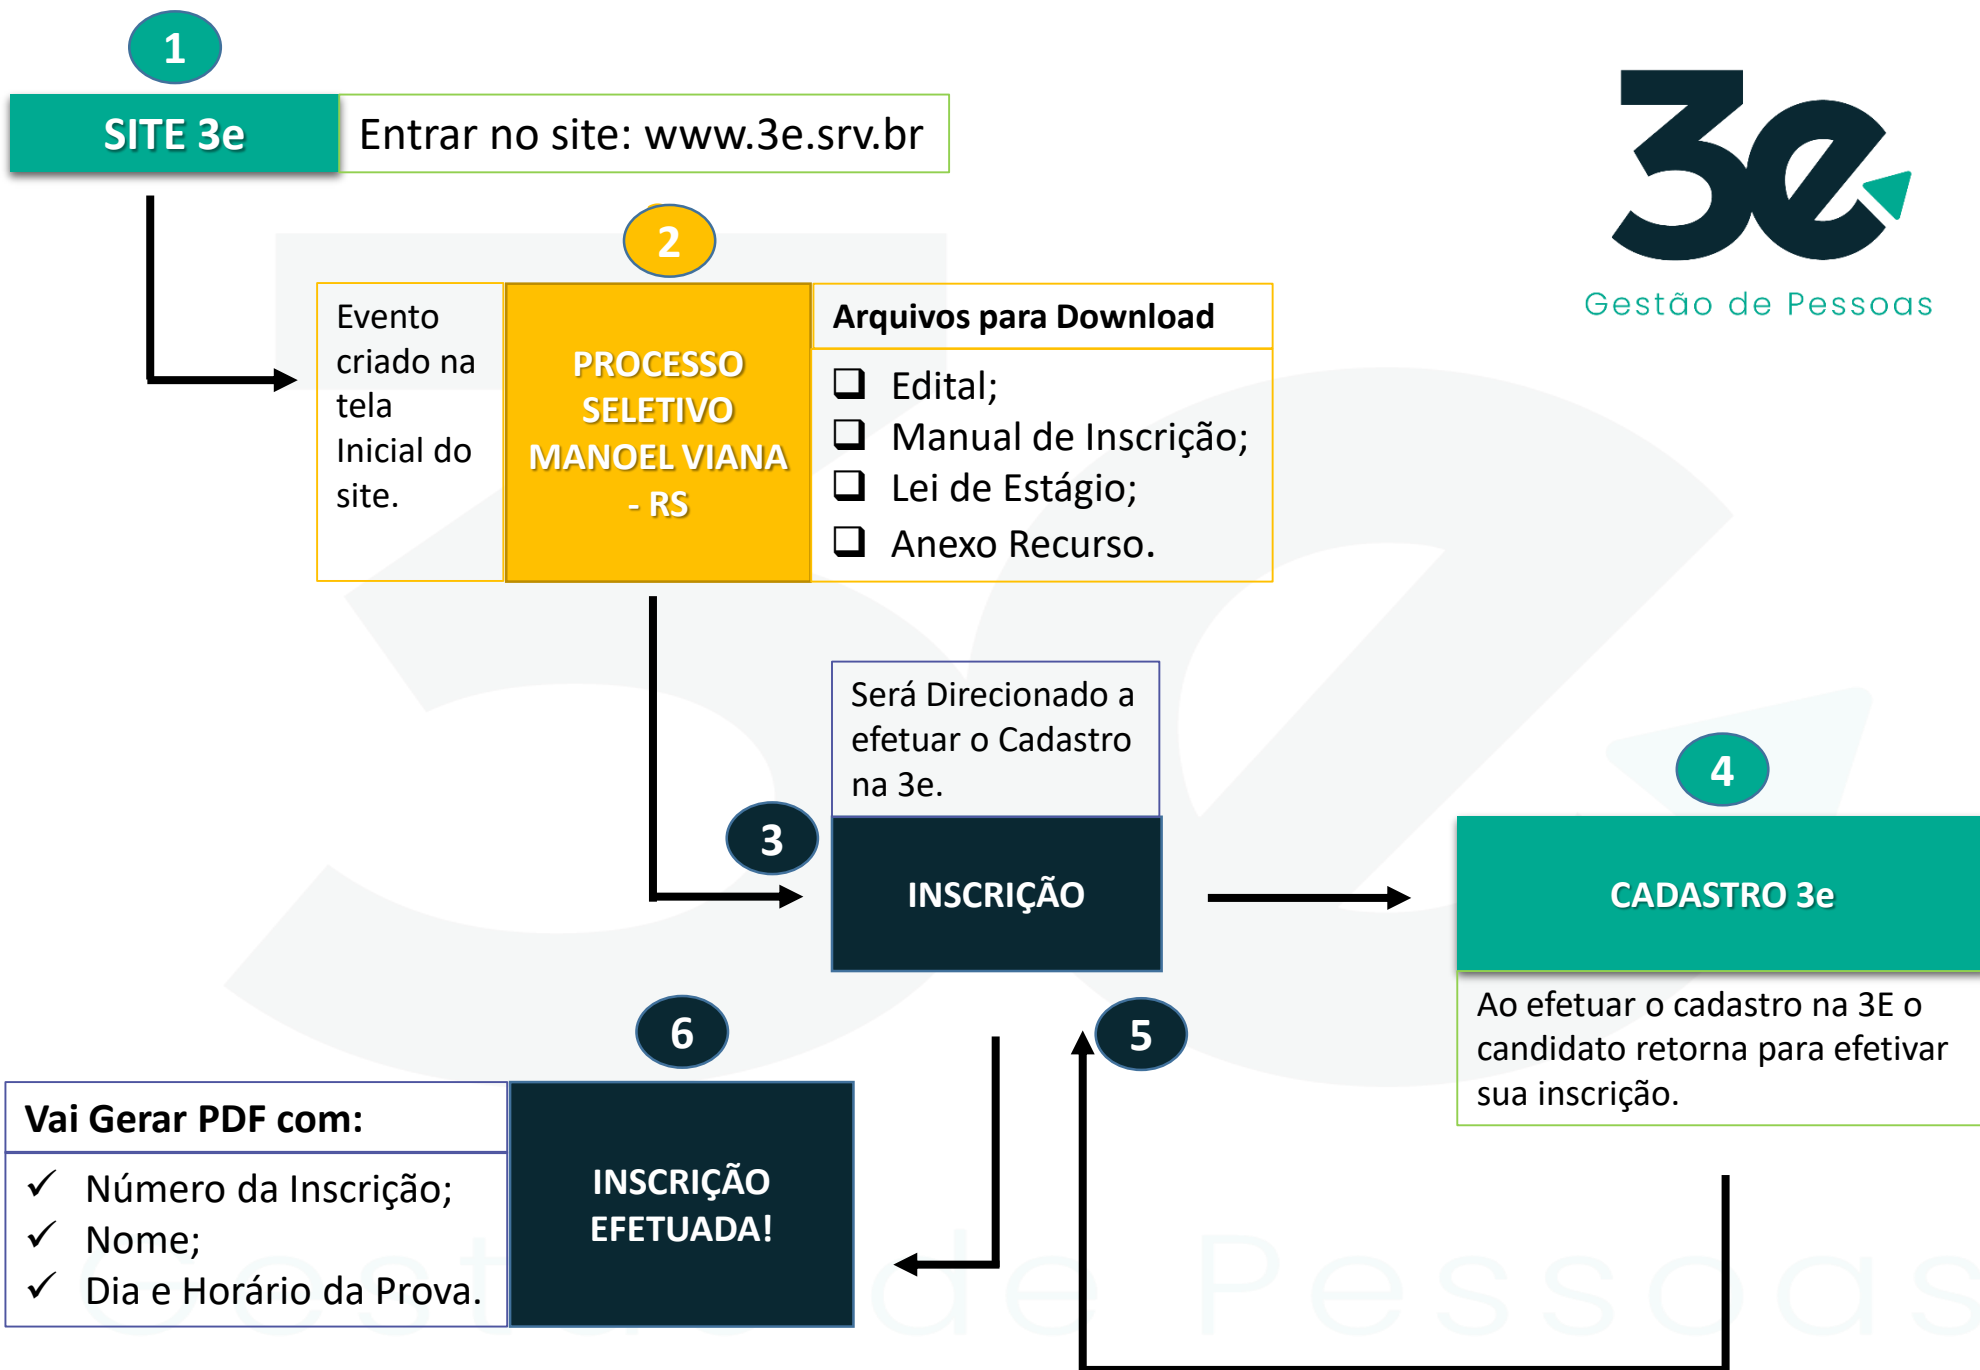 1
SITE 3e
Entrar no site: www.3e.srv.br
3e
Gestão de Pessoas
2
Evento
criado na
tela
Inicial do
site.
PROCESSO
SELETIVO
MANOEL VIANA
- RS
Arquivos para Download
Edital;
Manual de Inscrição;
Lei de Estágio;
Anexo Recurso.
Será Direcionado a
efetuar o Cadastro
na 3e.
3
INSCRIÇÃO
4
CADASTRO 3e
Ao efetuar o cadastro na 3E o
candidato retorna para efetivar
sua inscrição.
5
6
INSCRIÇÃO
EFETUADA!
Vai Gerar PDF com:
Número da Inscrição;
Nome;
Dia e Horário da Prova.
3e
Gestão de Pessoas